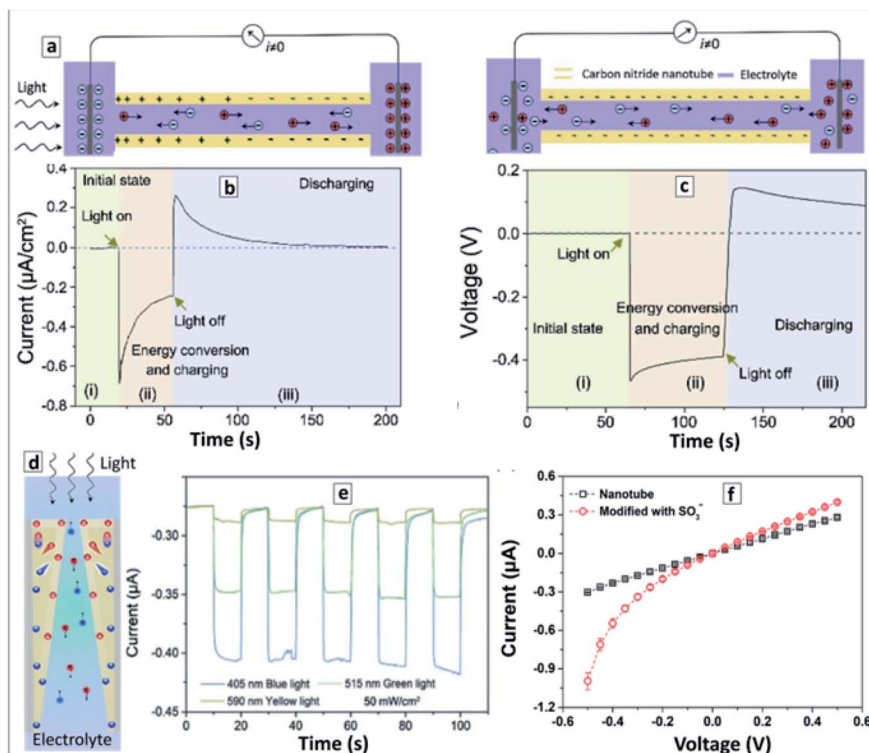 a
i≠0
Light
i≠0
Carbon nitride nanotube
Electrolyte
b
Initial state
Light on
Discharging
Light off
Energy conversion
and charging
(i)
(ii)
(iii)
0.4
0.2
0.0
-0.2
-0.4
-0.6
-0.8
Current (µA/cm²)
0
50
100
150
200
Time (s)
c
Light on
Energy conversion
and charging
Initial state
Discharging
Light off
(i)
(ii)
(iii)
0.2
0.0
-0.4
Voltage (V)
0
50
100
150
200
Time (s)
d
Light
Electrolyte
e
-0.30
-0.35
-0.40
-0.45
Current (µA)
405 nm Blue light
515 nm Green light
590 nm Yellow light
50 mW/cm²
0
20
40
60
80
100
Time (s)
f
Nanotube
Modified with SO₃⁻
0.6
0.3
0.0
-0.3
-0.6
-0.9
-1.2
Current (µA)
-0.6
-0.4
-0.2
0.0
0.2
0.4
0.6
Voltage (V)